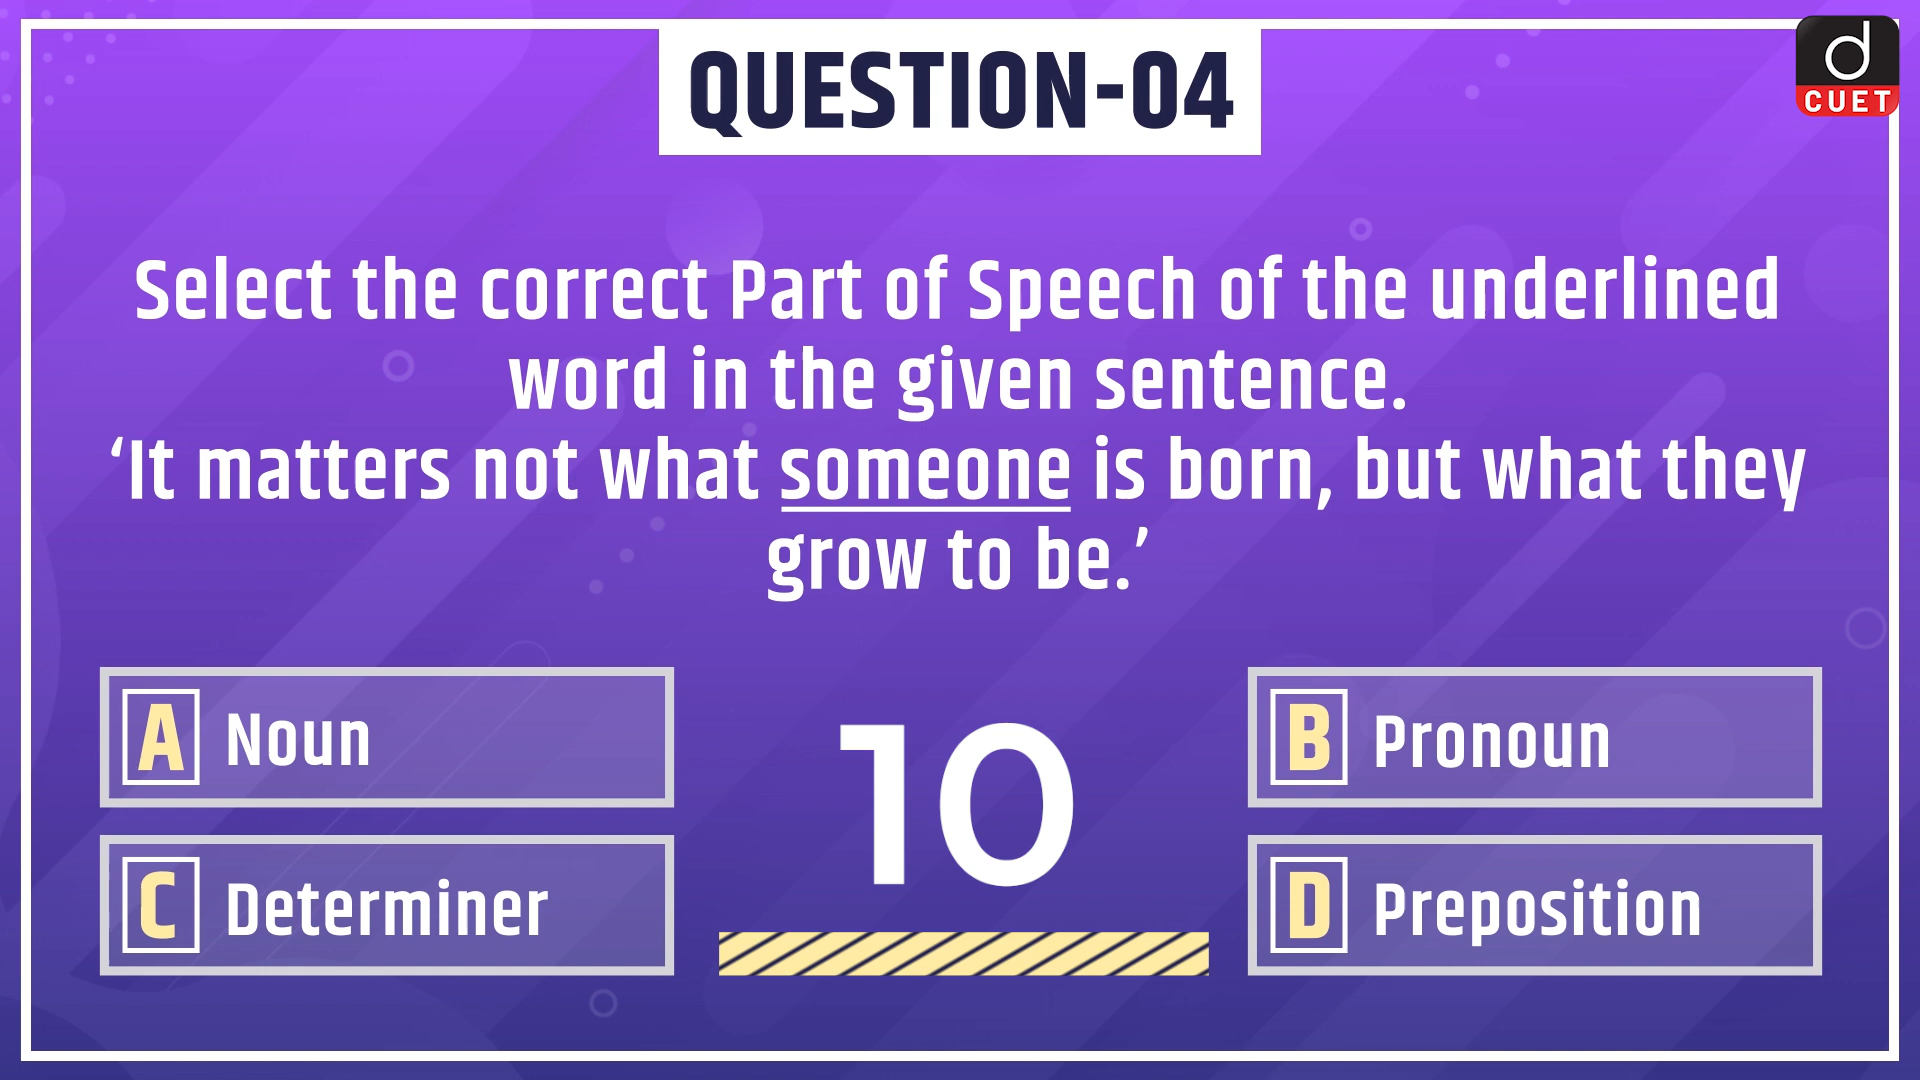 QUESTION-04
d
CUET
Select the correct Part of Speech of the underlined
word in the given sentence.
‘It matters not what someone is born, but what they
grow to be.’
A Noun
B Pronoun
10
C Determiner
D Preposition